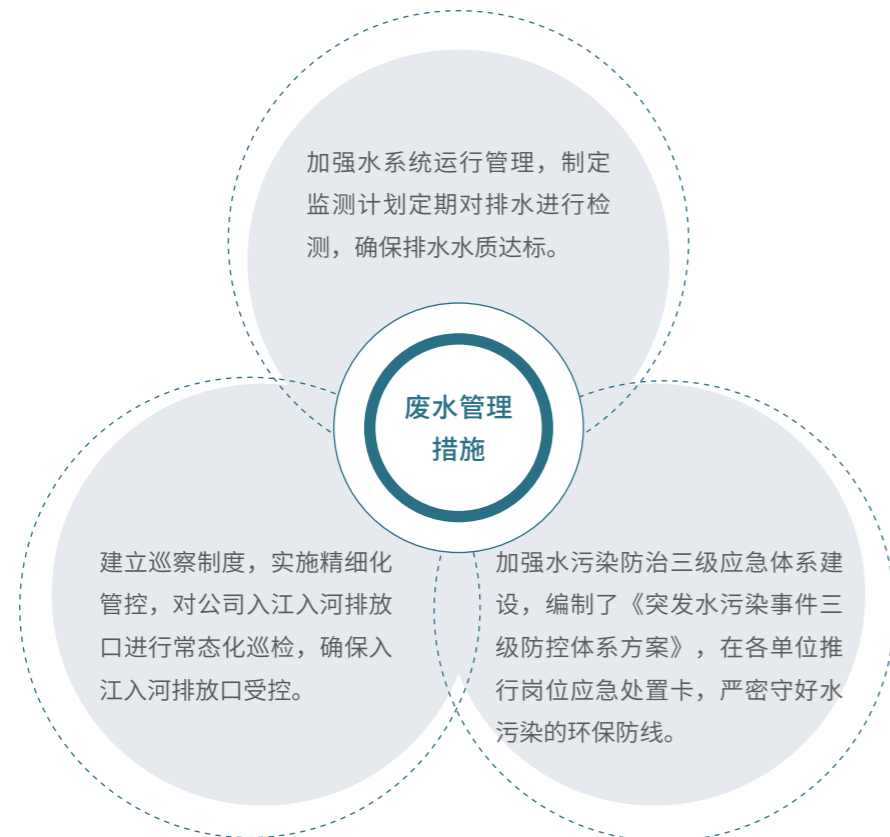 加强水系统运行管理，制定
监测计划定期对排水进行检
测，确保排水水质达标。
废水管理
措施
建立巡察制度，实施精细化
管控，对公司入江入河排放
口进行常态化巡检，确保入
江入河排放口受控。
加强水污染防治三级应急体系建
设，编制了《突发水污染事件三
级防控体系方案》，在各单位推
行岗位应急处置卡，严密守好水
污染的环保防线。